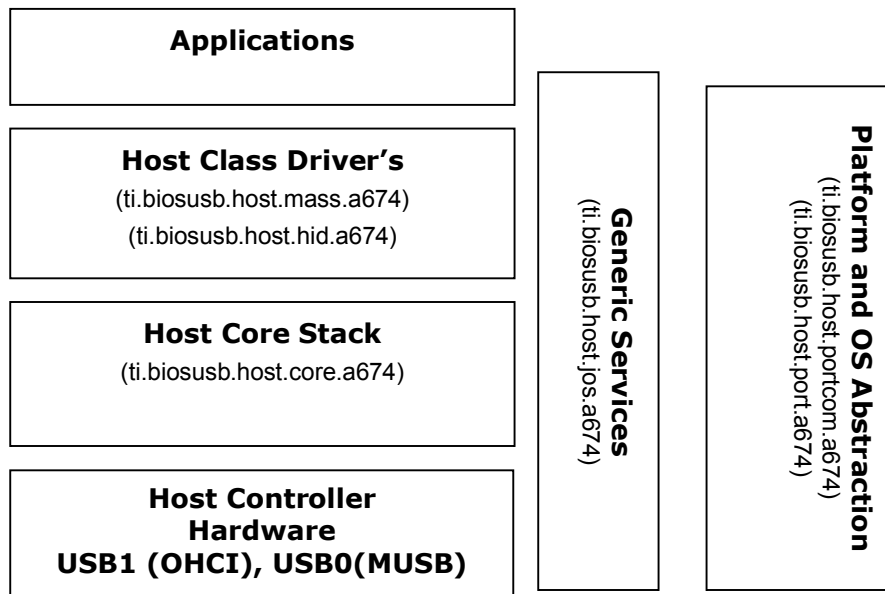 Applications
Host Class Driver's
(ti.biosusb.host.mass.a674)
(ti.biosusb.host.hid.a674)
Host Core Stack
(ti.biosusb.host.core.a674)
Host Controller
Hardware
USB1 (OHCI), USB0(MUSB)
Generic Services
(ti.biosusb.host.jos.a674)
Platform and OS Abstraction
(ti.biosusb.host.portcom.a674)
(ti.biosusb.host.port.a674)